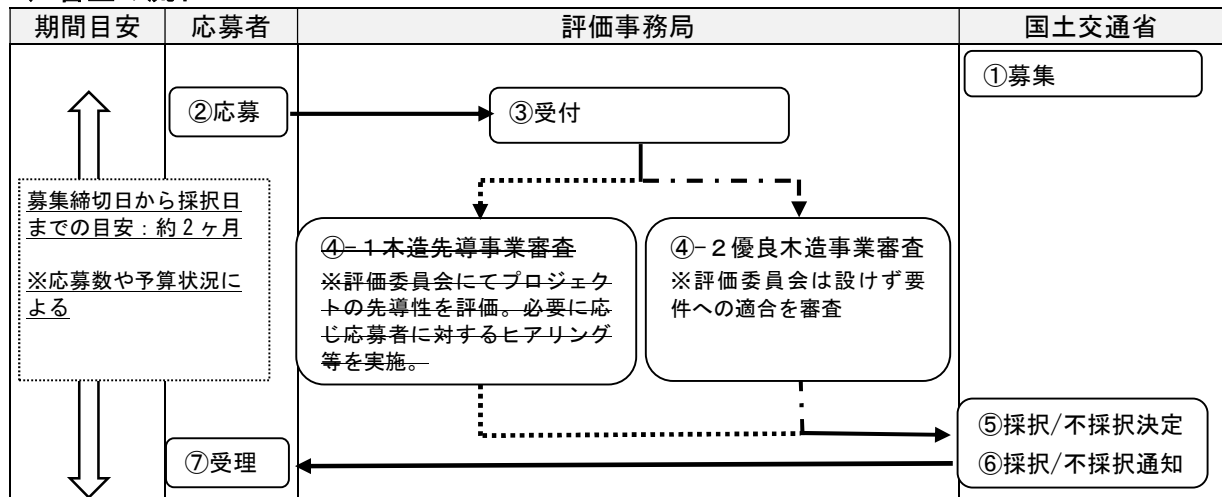 期間目安
応募者
評価事務局
国土交通省
①募集
②応募
③受付
募集締切日から採択日
までの目安：約２ヶ月
※応募数や予算状況に
よる
④-１木造先導事業審査
※評価委員会にてプロジェク
トの先導性を評価。必要に応
じ応募者に対するヒアリング
等を実施。
④-２優良木造事業審査
※評価委員会は設けず要
件への適合を審査
⑤採択/不採択決定
⑥採択/不採択通知
⑦受理